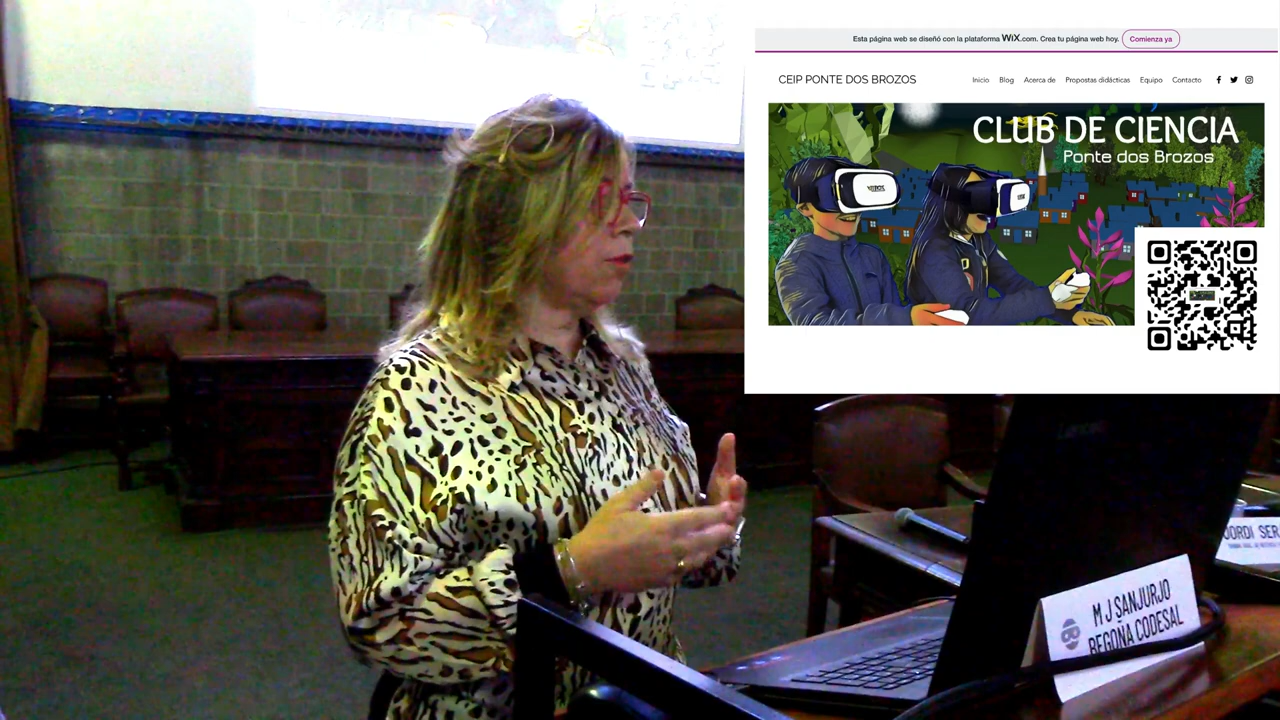 Esta página web se diseñó con la plataforma WiX.com. Crea tu página web hoy. Comienza ya
CEIP PONTE DOS BROZOS
Inicio Blog Acerca de Propostas didácticas Equipo Contacto
CLUB DE CIENCIA
Ponte dos Brozos
JORDI SER
M J SANJURJO
BEGOÑA CODESAL